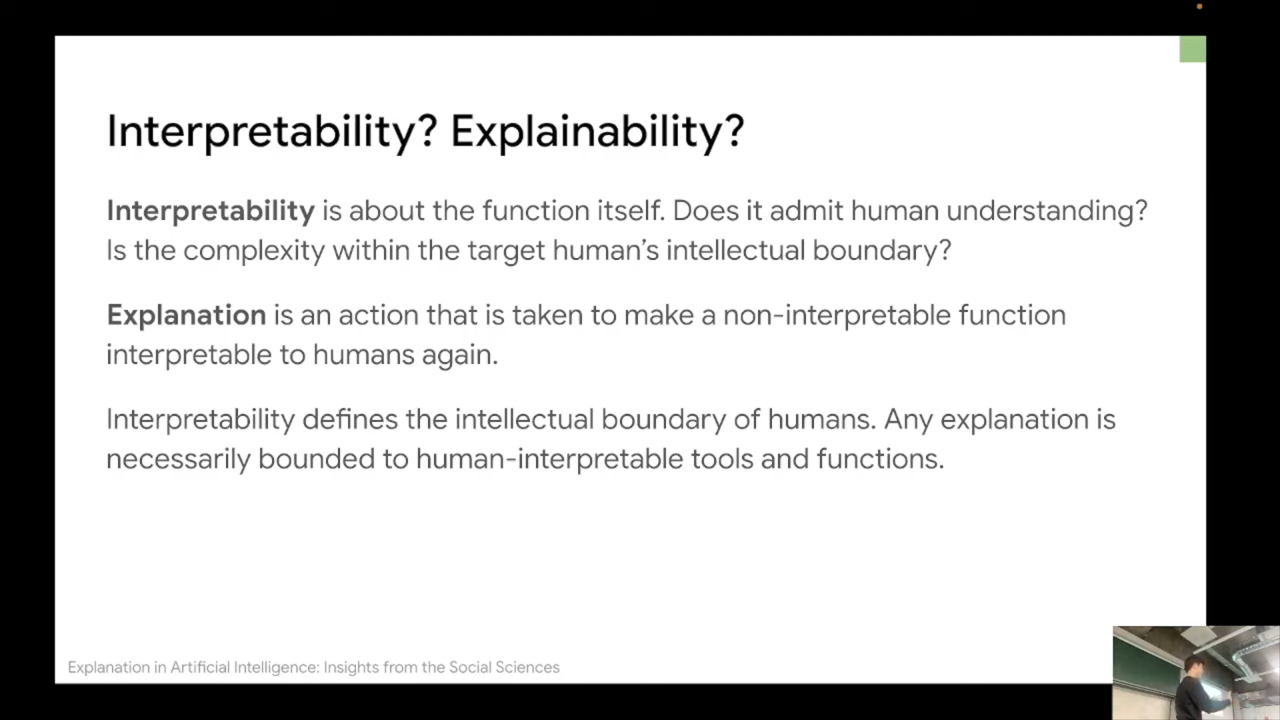 Interpretability? Explainability?
Interpretability is about the function itself. Does it admit human understanding?
Is the complexity within the target human’s intellectual boundary?
Explanation is an action that is taken to make a non-interpretable function
interpretable to humans again.
Interpretability defines the intellectual boundary of humans. Any explanation is
necessarily bounded to human-interpretable tools and functions.
Explanation in Artificial Intelligence: Insights from the Social Sciences